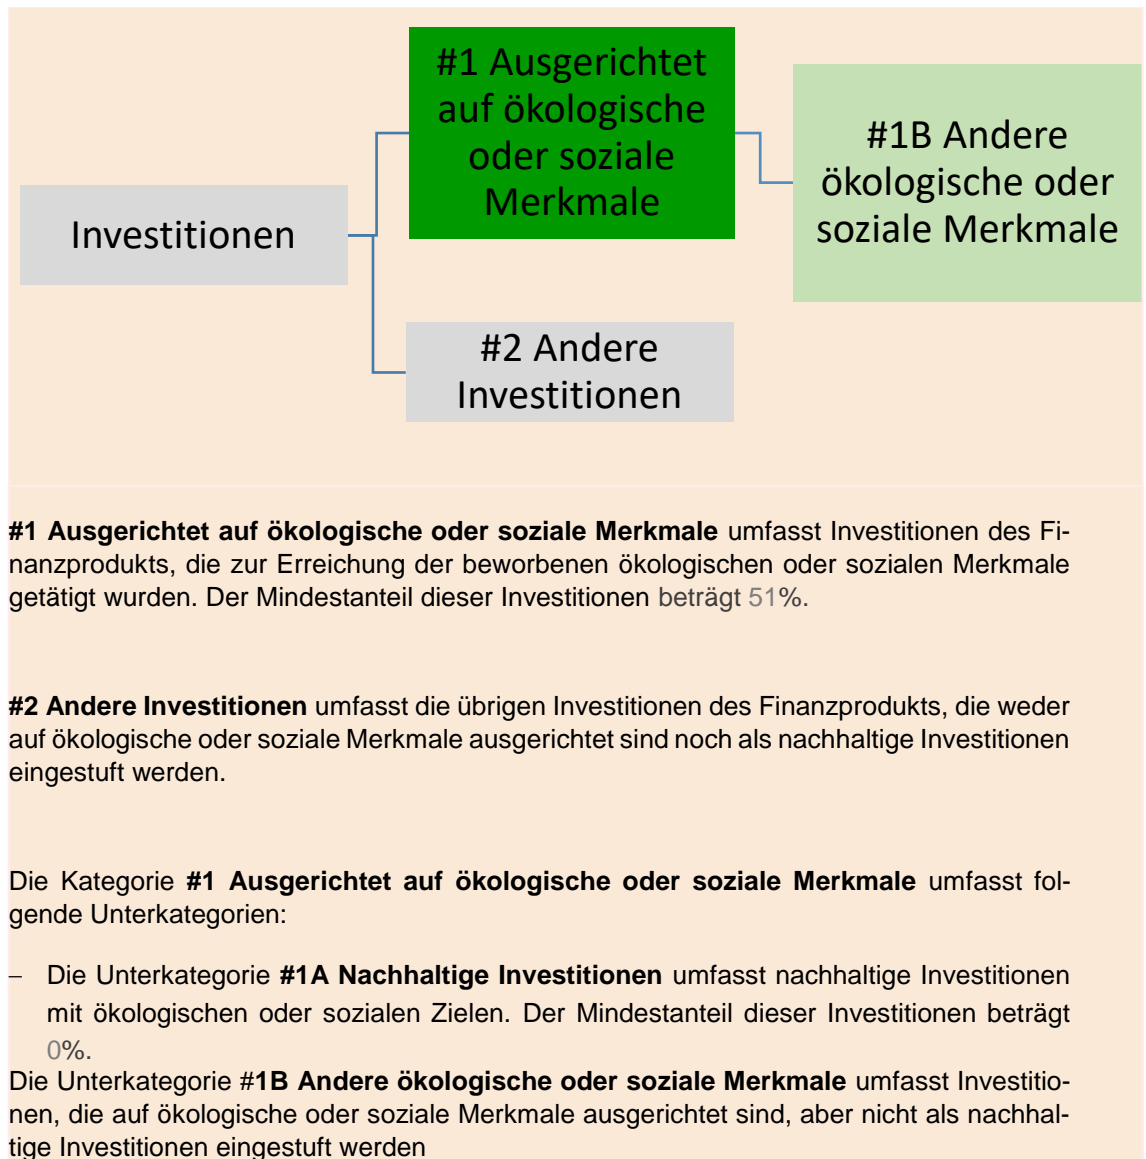 #1 Ausgerichtet
auf ökologische
oder soziale
Merkmale
#1B Andere
ökologische oder
soziale Merkmale
Investitionen
#2 Andere
Investitionen
#1 Ausgerichtet auf ökologische oder soziale Merkmale umfasst Investitionen des Fi-
nanzprodukts, die zur Erreichung der beworbenen ökologischen oder sozialen Merkmale
getätigt wurden. Der Mindestanteil dieser Investitionen beträgt 51%.
#2 Andere Investitionen umfasst die übrigen Investitionen des Finanzprodukts, die weder
auf ökologische oder soziale Merkmale ausgerichtet sind noch als nachhaltige Investitionen
eingestuft werden.
Die Kategorie #1 Ausgerichtet auf ökologische oder soziale Merkmale umfasst fol-
gende Unterkategorien:
– Die Unterkategorie #1A Nachhaltige Investitionen umfasst nachhaltige Investitionen
mit ökologischen oder sozialen Zielen. Der Mindestanteil dieser Investitionen beträgt
0%.
Die Unterkategorie #1B Andere ökologische oder soziale Merkmale umfasst Investitio-
nen, die auf ökologische oder soziale Merkmale ausgerichtet sind, aber nicht als nachhal-
tige Investitionen eingestuft werden